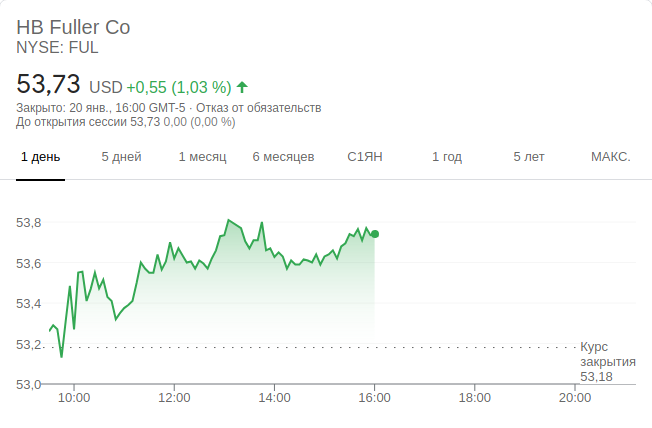 HB Fuller Co
NYSE: FUL
53,73 USD +0,55 (1,03 %)
Закрыто: 20 янв., 16:00 GMT-5 · Отказ от обязательств
До открытия сессии 53,73 0,00 (0,00 %)
1 день 5 дней 1 месяц 6 месяцев С1ЯН 1 год 5 лет МАКС.
53,8
53,6
53,4
53,2
53,0
Курс
закрытия
53,18
10:00 12:00 14:00 16:00 18:00 20:00